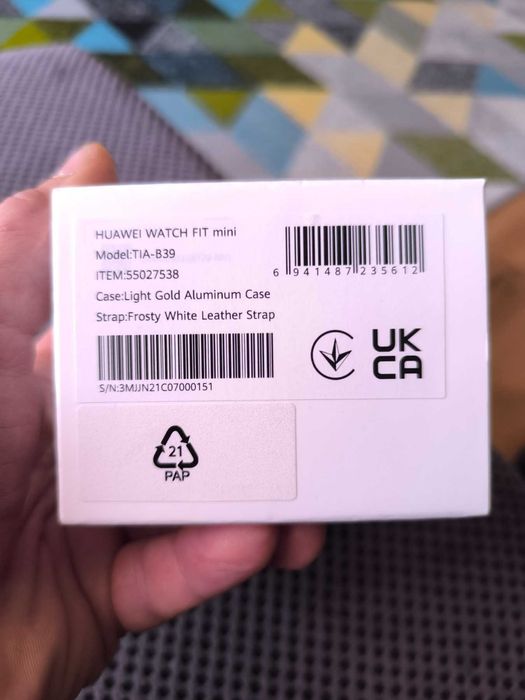 HUAWEI WATCH FIT mini
Model:TIA-B39
ITEM:55027538
Case:Light Gold Aluminum Case
Strap:Frosty White Leather Strap
6 941487 235612
S/N:3MJJN21C07000151
UK
CA
21
PAP